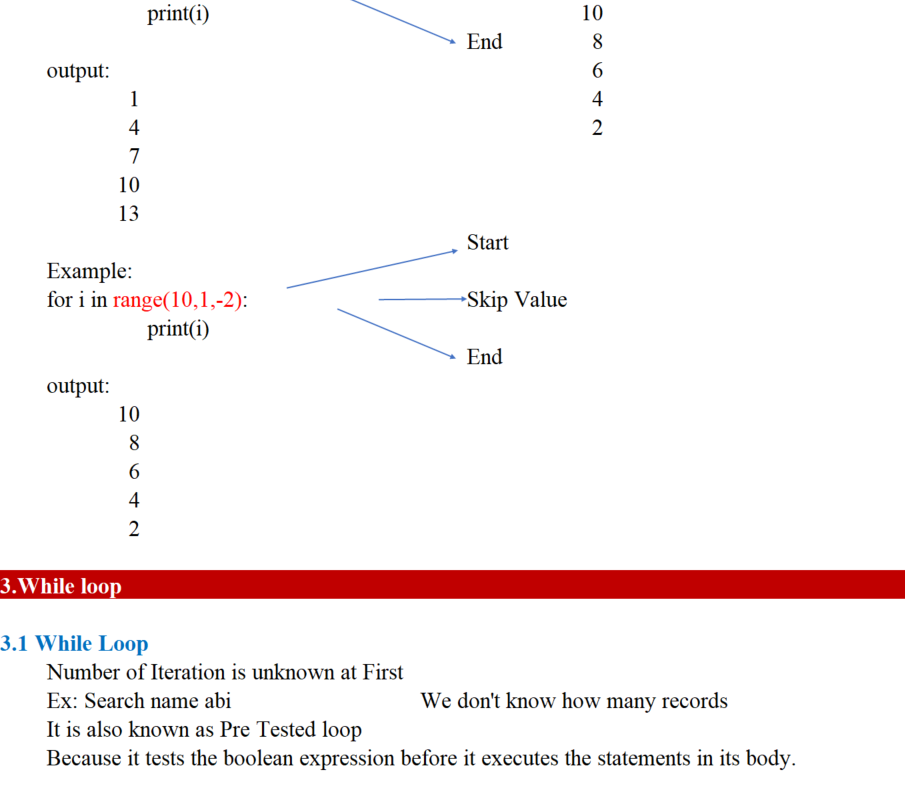 print(i)
10
End
8
output:
6
1
4
4
2
7
10
13
Start
Example:
for i in range(10,1,-2):
Skip Value
print(i)
End
output:
10
8
6
4
2
3.While loop
3.1 While Loop
Number of Iteration is unknown at First
Ex: Search name abi
We don't know how many records
It is also known as Pre Tested loop
Because it tests the boolean expression before it executes the statements in its body.